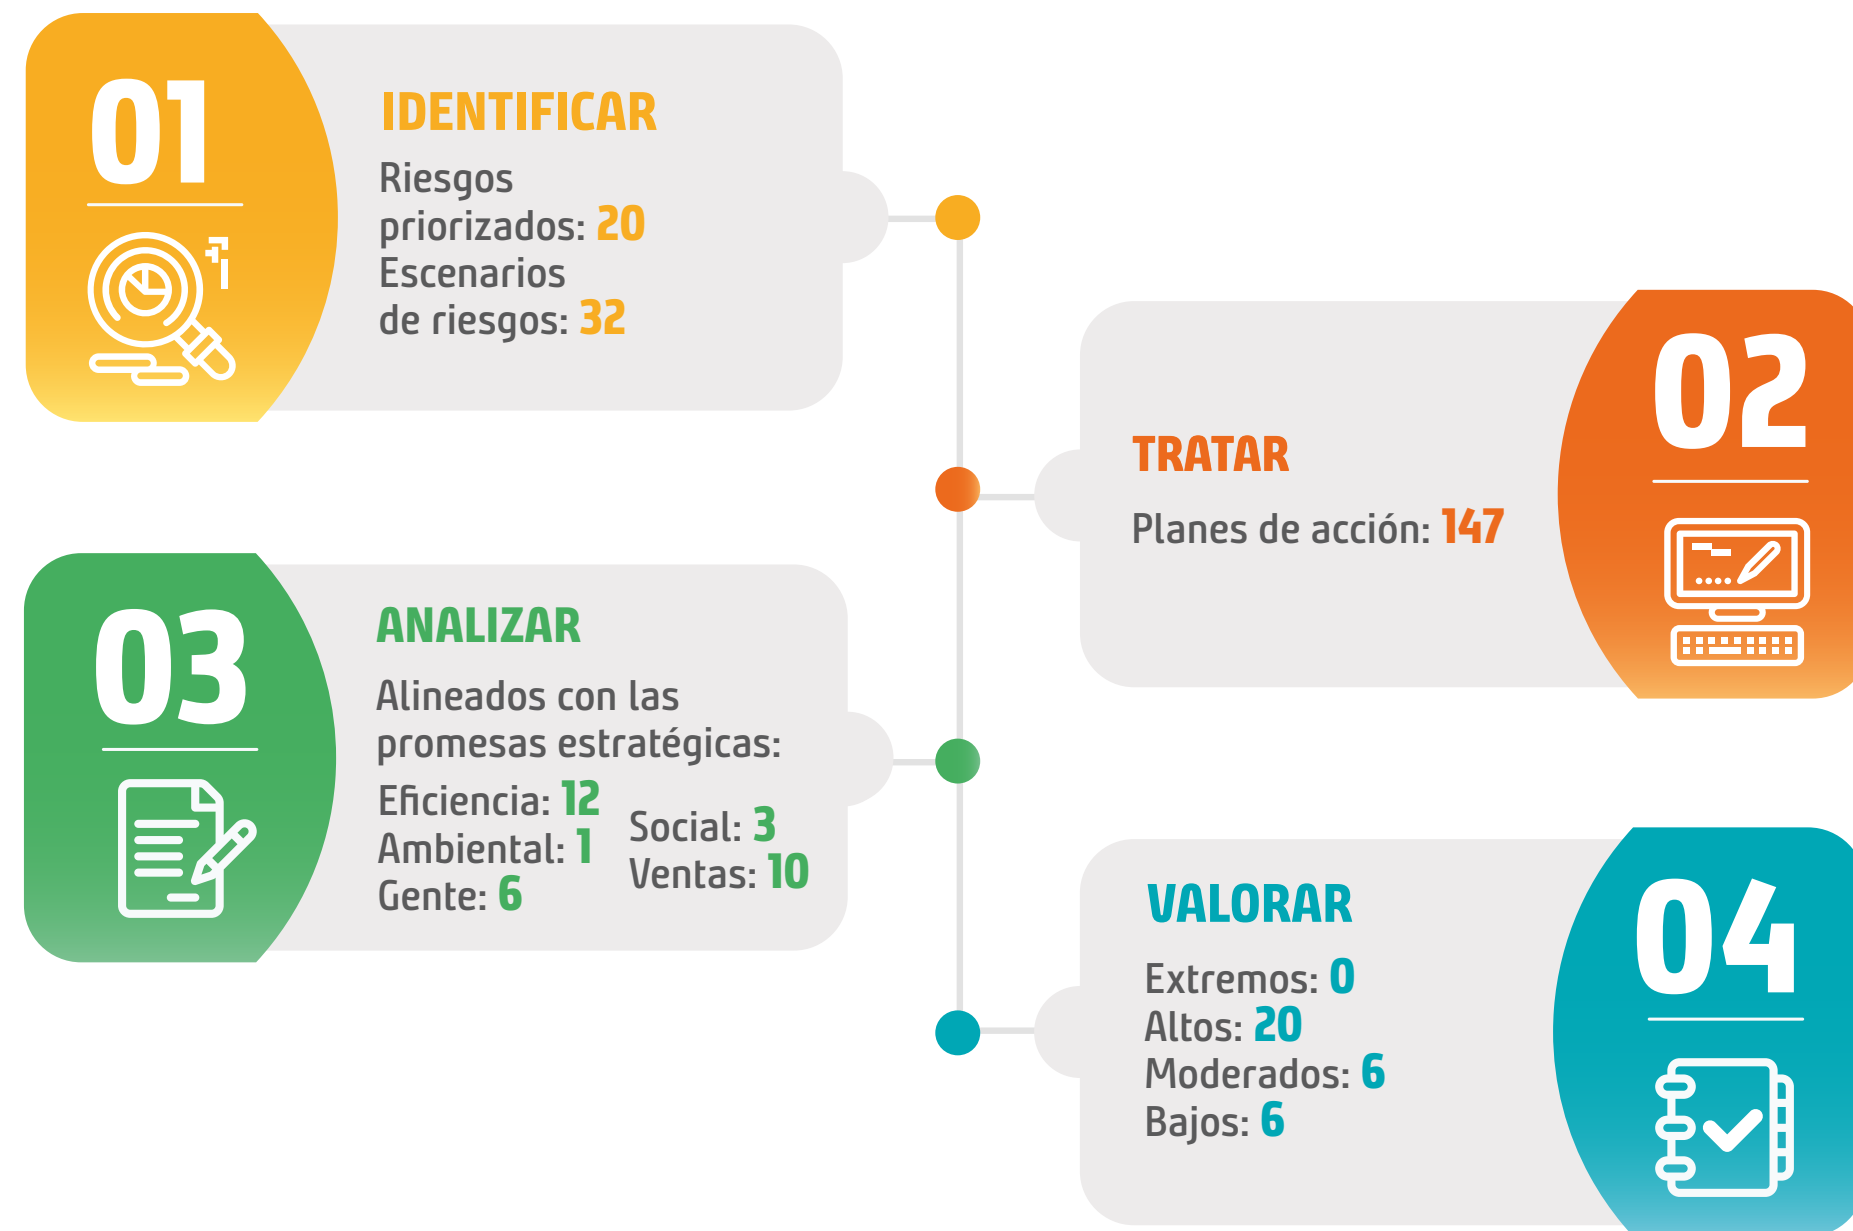 01
IDENTIFICAR
Riesgos
priorizados: 20
Escenarios
de riesgos: 32
02
TRATAR
Planes de acción: 147
03
ANALIZAR
Alineados con las
promesas estratégicas:
Eficiencia: 12
Ambiental: 1
Gente: 6
Social: 3
Ventas: 10
04
VALORAR
Extremos: 0
Altos: 20
Moderados: 6
Bajos: 6